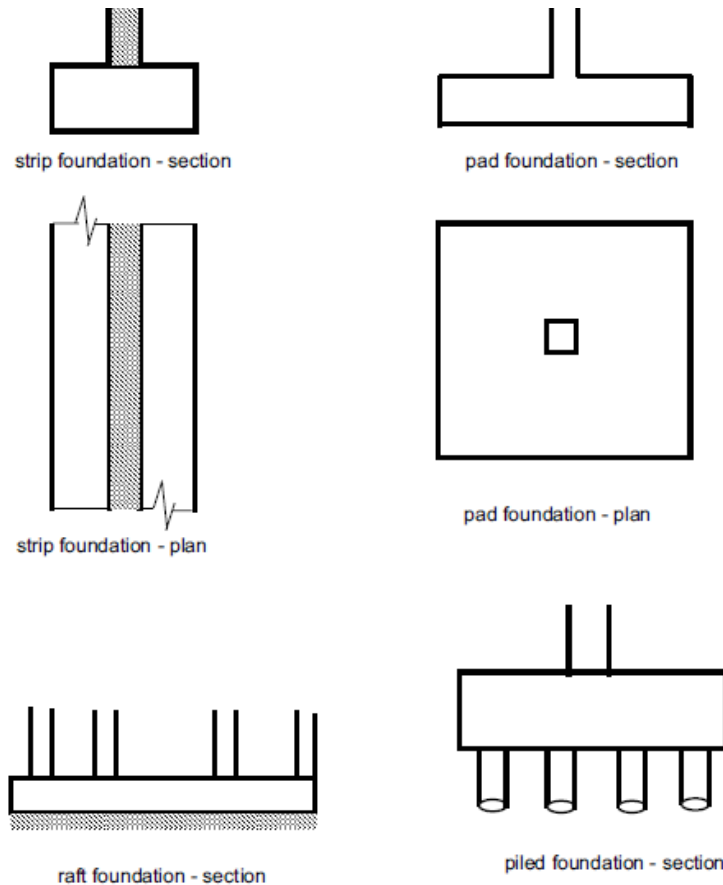 strip foundation - section
pad foundation - section
strip foundation - plan
pad foundation - plan
raft foundation - section
piled foundation - section